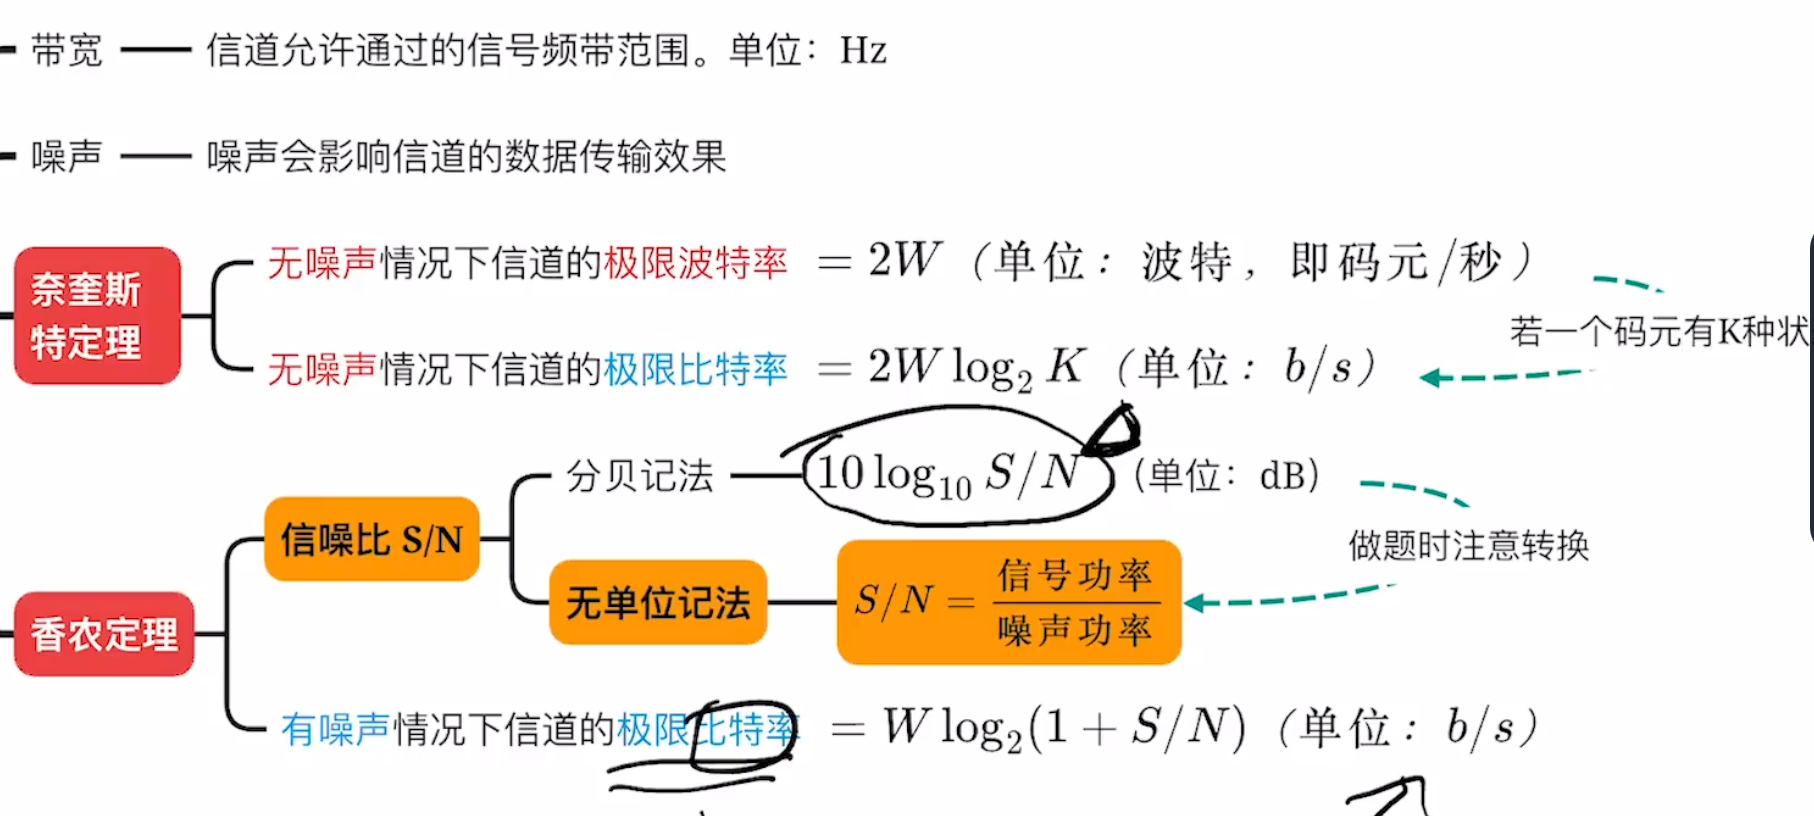 带宽 信道允许通过的信号频带范围。单位：Hz
噪声 噪声会影响信道的数据传输效果
奈奎斯
特定理
无噪声情况下信道的极限波特率 = 2W（单位：波特，即码元/秒）
若一个码元有K种状
无噪声情况下信道的极限比特率 = 2W log₂ K（单位：b/s）
分贝记法 10 log₁₀ S/N （单位：dB）
信噪比 S/N
做题时注意转换
无单位记法 S/N = 信号功率/噪声功率
香农定理
有噪声情况下信道的极限比特率 = W log₂(1 + S/N)（单位：b/s）